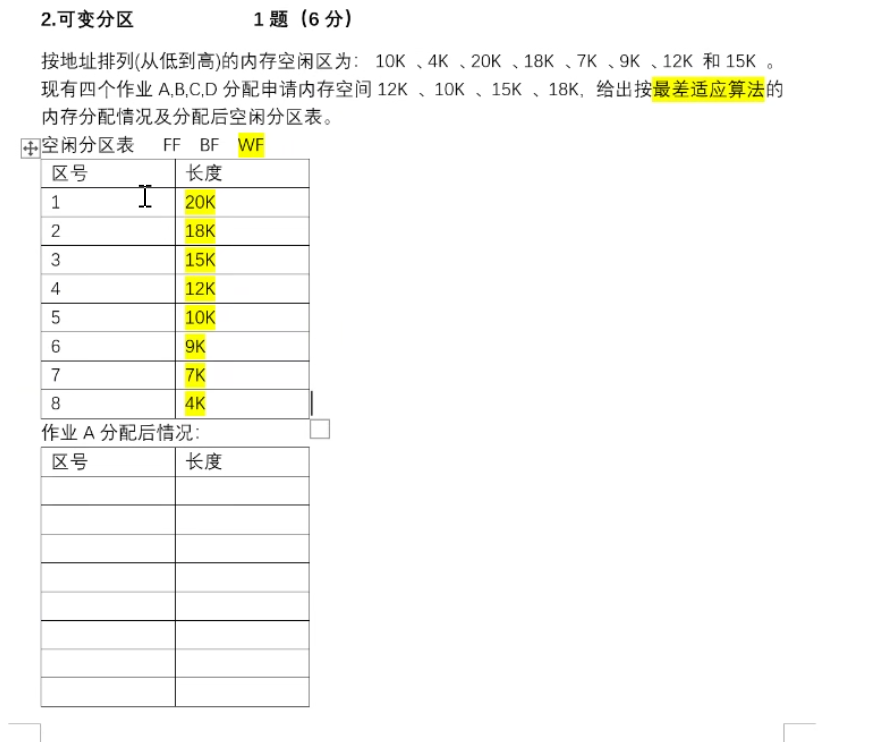 2.可变分区 1 题（6 分）
按地址排列(从低到高)的内存空闲区为： 10K 、4K 、20K 、18K 、7K 、9K 、12K 和 15K 。
现有四个作业 A,B,C,D 分配申请内存空间 12K 、10K 、15K 、18K, 给出按最差适应算法的
内存分配情况及分配后空闲分区表。
空闲分区表 FF BF WF
区号 长度
1 20K
2 18K
3 15K
4 12K
5 10K
6 9K
7 7K
8 4K
作业 A 分配后情况:
区号 长度